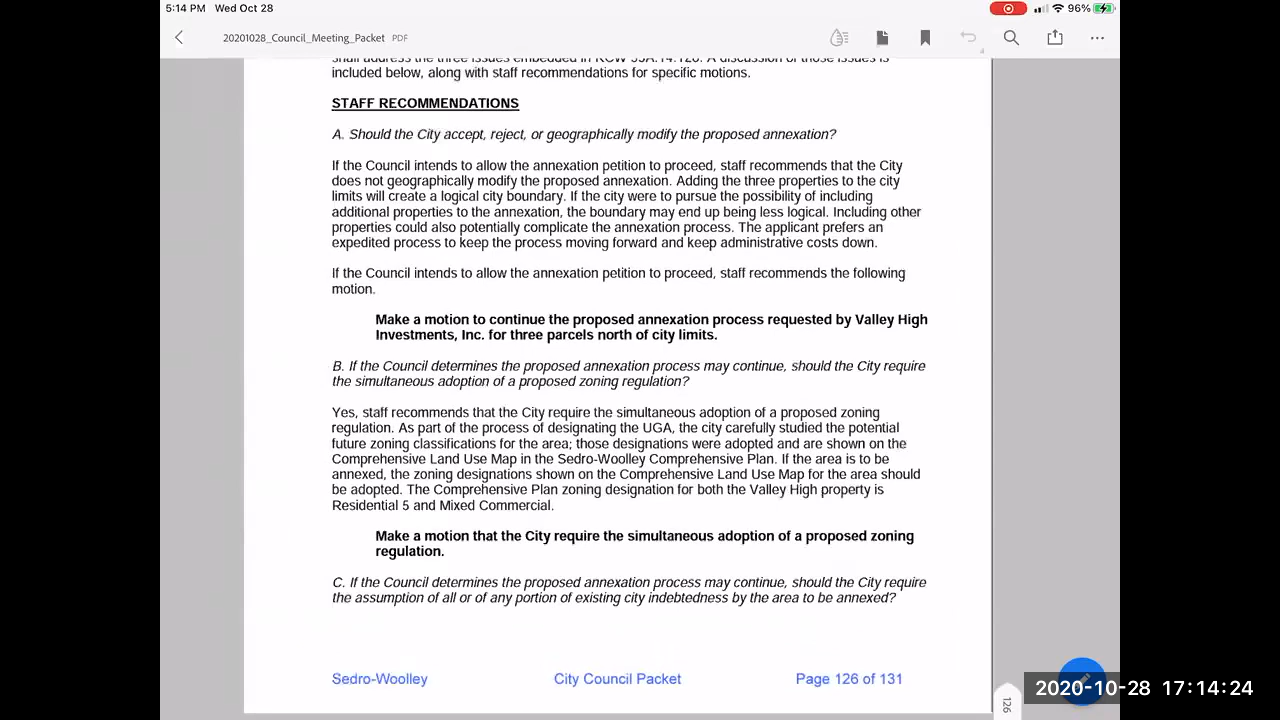 5:14 PM Wed Oct 28
96%
20201028_Council_Meeting_Packet PDF
shall address the three issues embedded in RCW 35A.14.120. A discussion of those issues is
included below, along with staff recommendations for specific motions.
STAFF RECOMMENDATIONS
A. Should the City accept, reject, or geographically modify the proposed annexation?
If the Council intends to allow the annexation petition to proceed, staff recommends that the City
does not geographically modify the proposed annexation. Adding the three properties to the city
limits will create a logical city boundary. If the city were to pursue the possibility of including
additional properties to the annexation, the boundary may end up being less logical. Including other
properties could also potentially complicate the annexation process. The applicant prefers an
expedited process to keep the process moving forward and keep administrative costs down.
If the Council intends to allow the annexation petition to proceed, staff recommends the following
motion.
Make a motion to continue the proposed annexation process requested by Valley High
Investments, Inc. for three parcels north of city limits.
B. If the Council determines the proposed annexation process may continue, should the City require
the simultaneous adoption of a proposed zoning regulation?
Yes, staff recommends that the City require the simultaneous adoption of a proposed zoning
regulation. As part of the process of designating the UGA, the city carefully studied the potential
future zoning classifications for the area; those designations were adopted and are shown on the
Comprehensive Land Use Map in the Sedro-Woolley Comprehensive Plan. If the area is to be
annexed, the zoning designations shown on the Comprehensive Land Use Map for the area should
be adopted. The Comprehensive Plan zoning designation for both the Valley High property is
Residential 5 and Mixed Commercial.
Make a motion that the City require the simultaneous adoption of a proposed zoning
regulation.
C. If the Council determines the proposed annexation process may continue, should the City require
the assumption of all or of any portion of existing city indebtedness by the area to be annexed?
Sedro-Woolley City Council Packet Page 126 of 131
126
2020-10-28 17:14:24